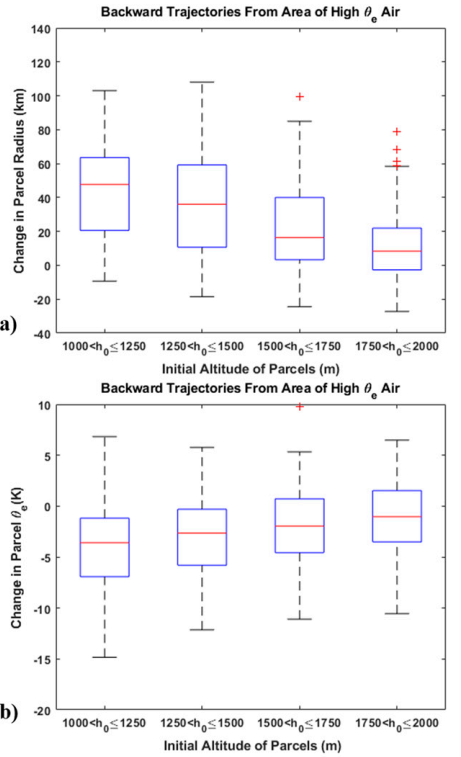 Backward Trajectories From Area of High θe Air
140
120
100
80
60
40
20
0
-20
-40
Change in Parcel Radius (km)
a)
1000<h0≤1250 1250<h0≤1500 1500<h0≤1750 1750<h0≤2000
Initial Altitude of Parcels (m)
Backward Trajectories From Area of High θe Air
10
5
0
-5
-10
-15
-20
Change in Parcel θe(K)
b)
1000<h0≤1250 1250<h0≤1500 1500<h0≤1750 1750<h0≤2000
Initial Altitude of Parcels (m)